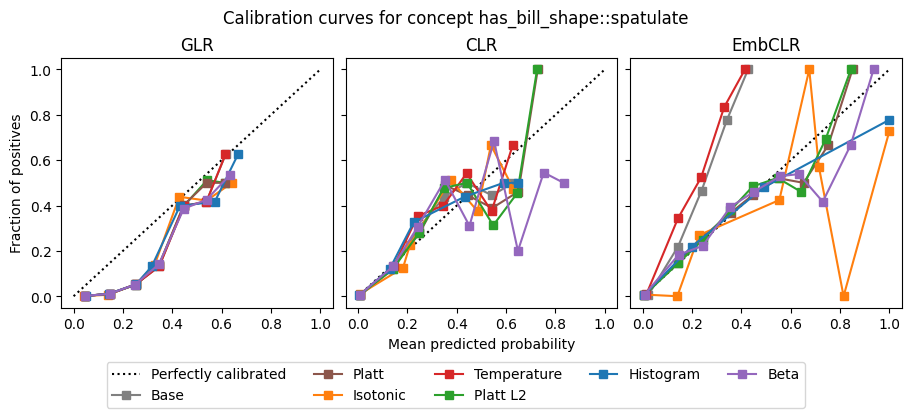 Calibration curves for concept has_bill_shape::spatulate
GLR CLR EmbCLR
Fraction of positives
1.0
0.8
0.6
0.4
0.2
0.0
0.0 0.2 0.4 0.6 0.8 1.0 0.0 0.2 0.4 0.6 0.8 1.0 0.0 0.2 0.4 0.6 0.8 1.0
Mean predicted probability
Perfectly calibrated Platt Temperature Histogram Beta
Base Isotonic Platt L2